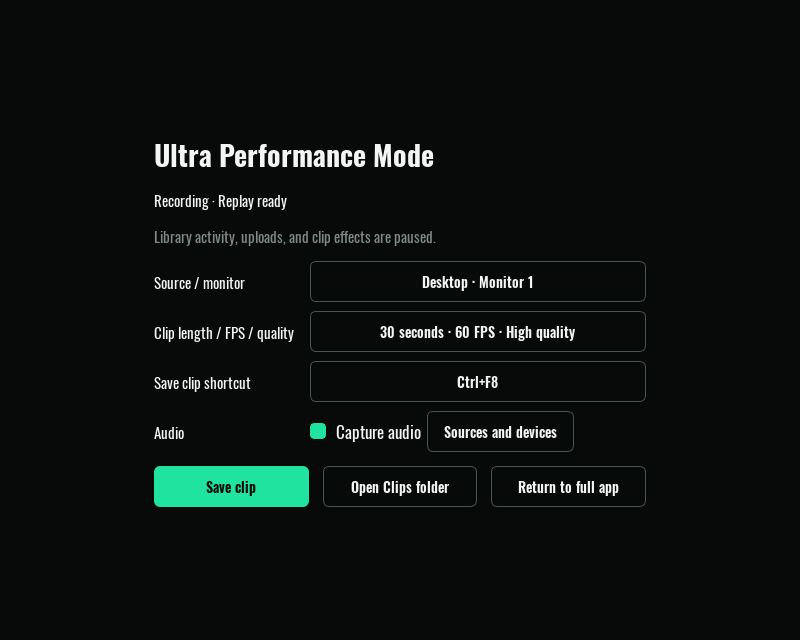 Ultra Performance Mode
Recording · Replay ready
Library activity, uploads, and clip effects are paused.
Source / monitor
Desktop · Monitor 1
Clip length / FPS / quality
30 seconds · 60 FPS · High quality
Save clip shortcut
Ctrl+F8
Audio
Capture audio
Sources and devices
Save clip
Open Clips folder
Return to full app